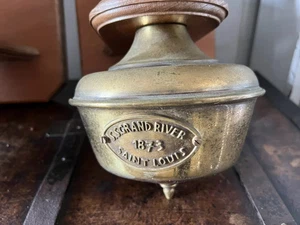 GRAND RIVER
1873
SAINT LOUIS